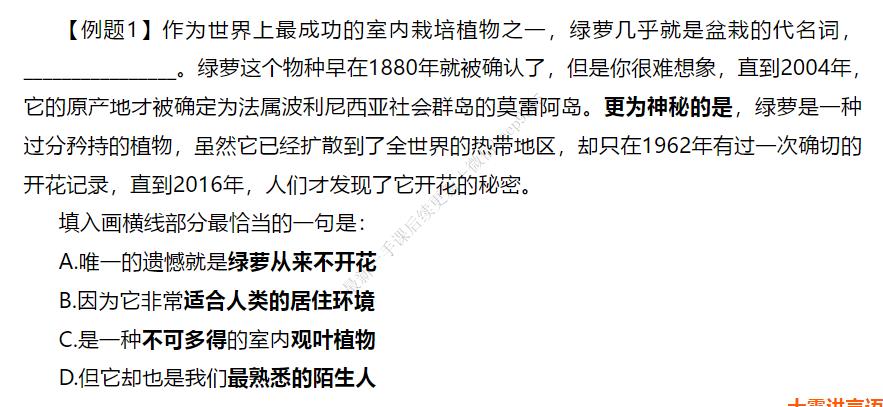 【例题1】作为世界上最成功的室内栽培植物之一，绿萝几乎就是盆栽的代名词，
________________。绿萝这个物种早在1880年就被确认了，但是你很难想象，直到2004年，
它的原产地才被确定为法属波利尼西亚社会群岛的莫雷阿岛。更为神秘的是，绿萝是一种
过分矜持的植物，虽然它已经扩散到了全世界的热带地区，却只在1962年有过一次确切的
开花记录，直到2016年，人们才发现了它开花的秘密。
填入画横线部分最恰当的一句是：
A.唯一的遗憾就是绿萝从来不开花
B.因为它非常适合人类的居住环境
C.是一种不可多得的室内观叶植物
D.但它却也是我们最熟悉的陌生人